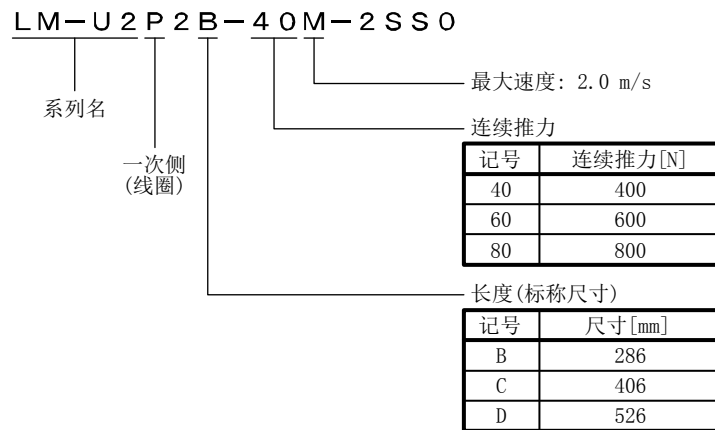 LM-U2P2B-40M-2SS0
最大速度: 2.0 m/s
系列名
连续推力
一次侧
(线圈)
记号 连续推力[N]
40 400
60 600
80 800
长度(标称尺寸)
记号 尺寸[mm]
B 286
C 406
D 526